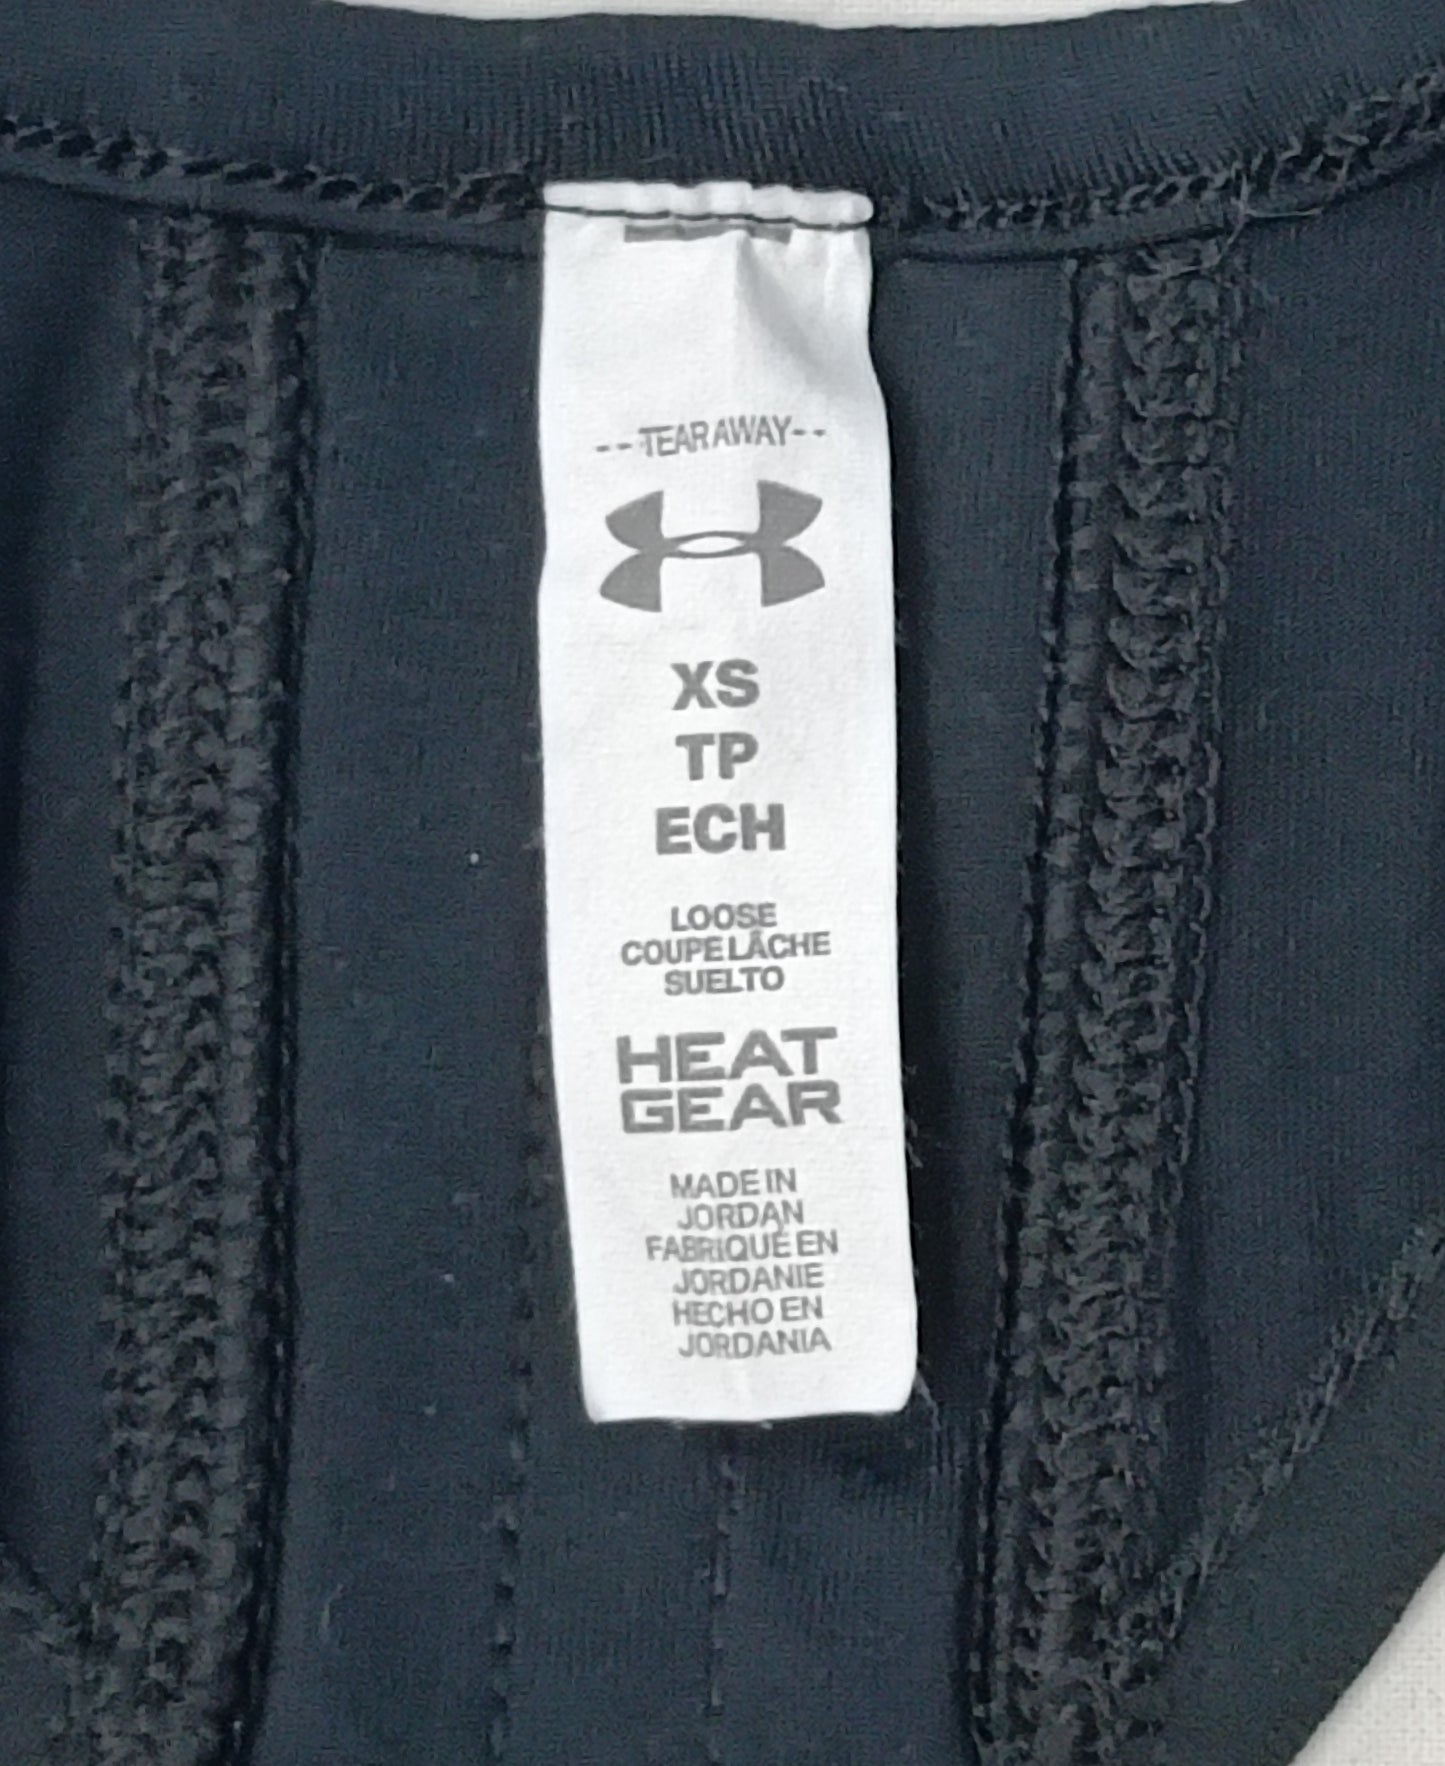 --TEAR AWAY--
XS
TP
ECH
LOOSE
COUPE LÂCHE
SUELTO
HEAT
GEAR
MADE IN
JORDAN
FABRIQUÉ EN
JORDANIE
HECHO EN
JORDANIA